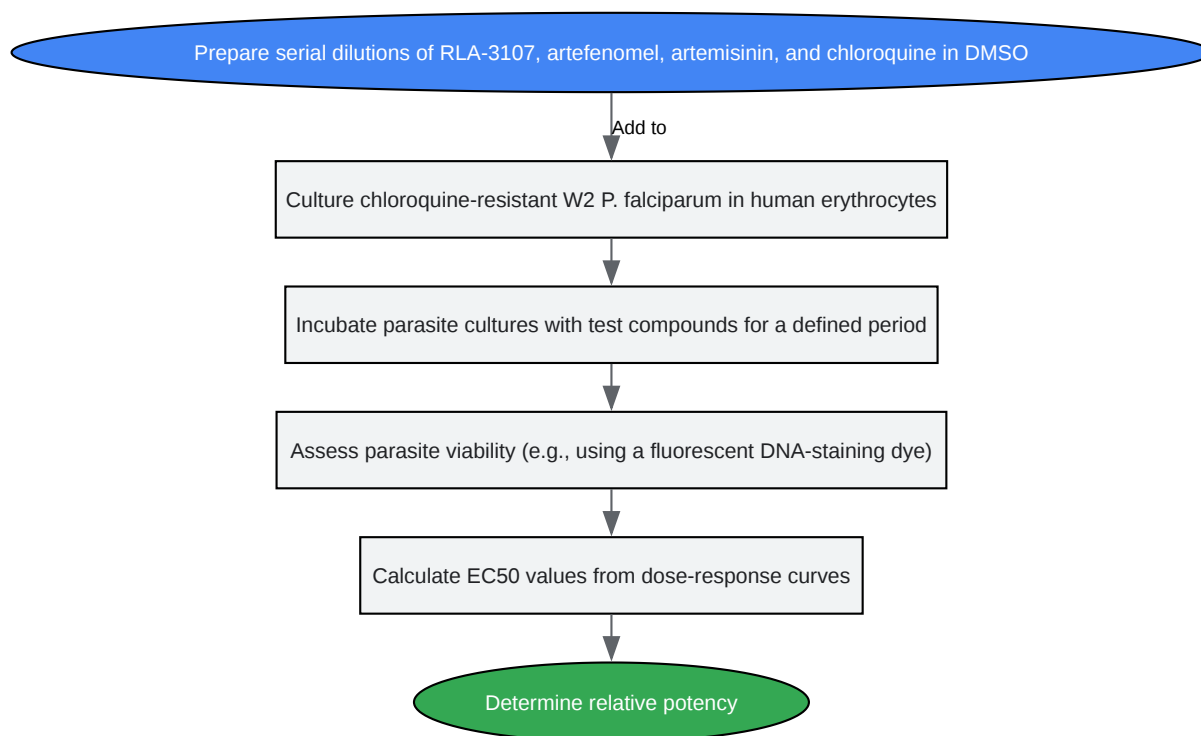 Prepare serial dilutions of RLA-3107, artefenomel, artemisinin, and chloroquine in DMSO
Add to
Culture chloroquine-resistant W2 P. falciparum in human erythrocytes
Incubate parasite cultures with test compounds for a defined period
Assess parasite viability (e.g., using a fluorescent DNA-staining dye)
Calculate EC50 values from dose-response curves
Determine relative potency